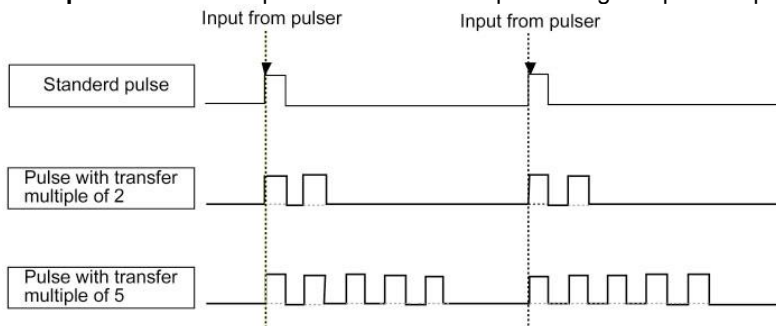 Input from pulser
Input from pulser
Standerd pulse
Pulse with transfer
multiple of 2
Pulse with transfer
multiple of 5